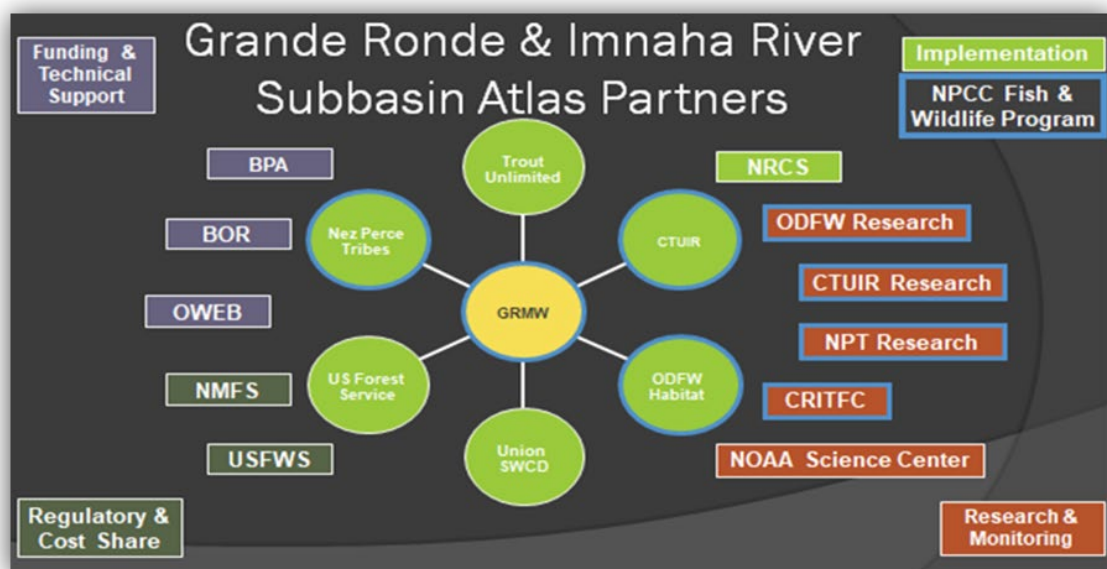 Grande Ronde & Imnaha River
Subbasin Atlas Partners
Funding &
Technical
Support
Implementation
NPCC Fish &
Wildlife Program
BPA
BOR
OWEB
NMFS
USFWS
Trout
Unlimited
Nez Perce
Tribes
CTUIR
GRMW
US Forest
Service
ODFW
Habitat
Union
SWCD
NRCS
ODFW Research
CTUIR Research
NPT Research
CRITFC
NOAA Science Center
Regulatory &
Cost Share
Research &
Monitoring